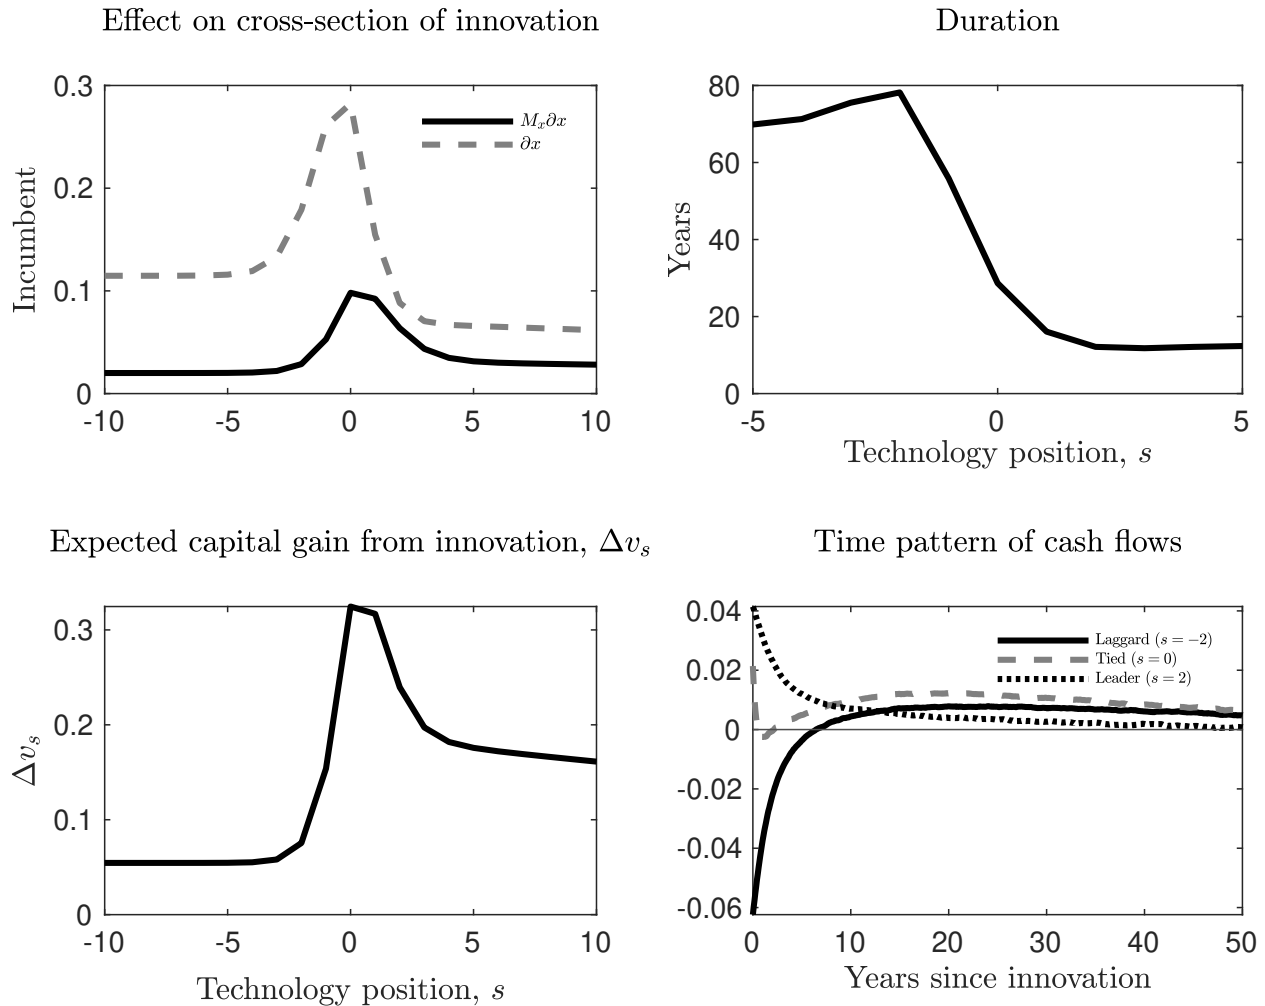 Effect on cross-section of innovation
0.3
0.2
0.1
0
Incumbent
M_x∂x
∂x
-10
-5
0
5
10
Duration
80
60
40
20
0
Years
-5
0
5
Technology position, s
Expected capital gain from innovation, Δv_s
0.3
0.2
0.1
0
Δv_s
-10
-5
0
5
10
Technology position, s
Time pattern of cash flows
0.04
0.02
0
-0.02
-0.04
-0.06
Laggard (s = −2)
Tied (s = 0)
Leader (s = 2)
0
10
20
30
40
50
Years since innovation